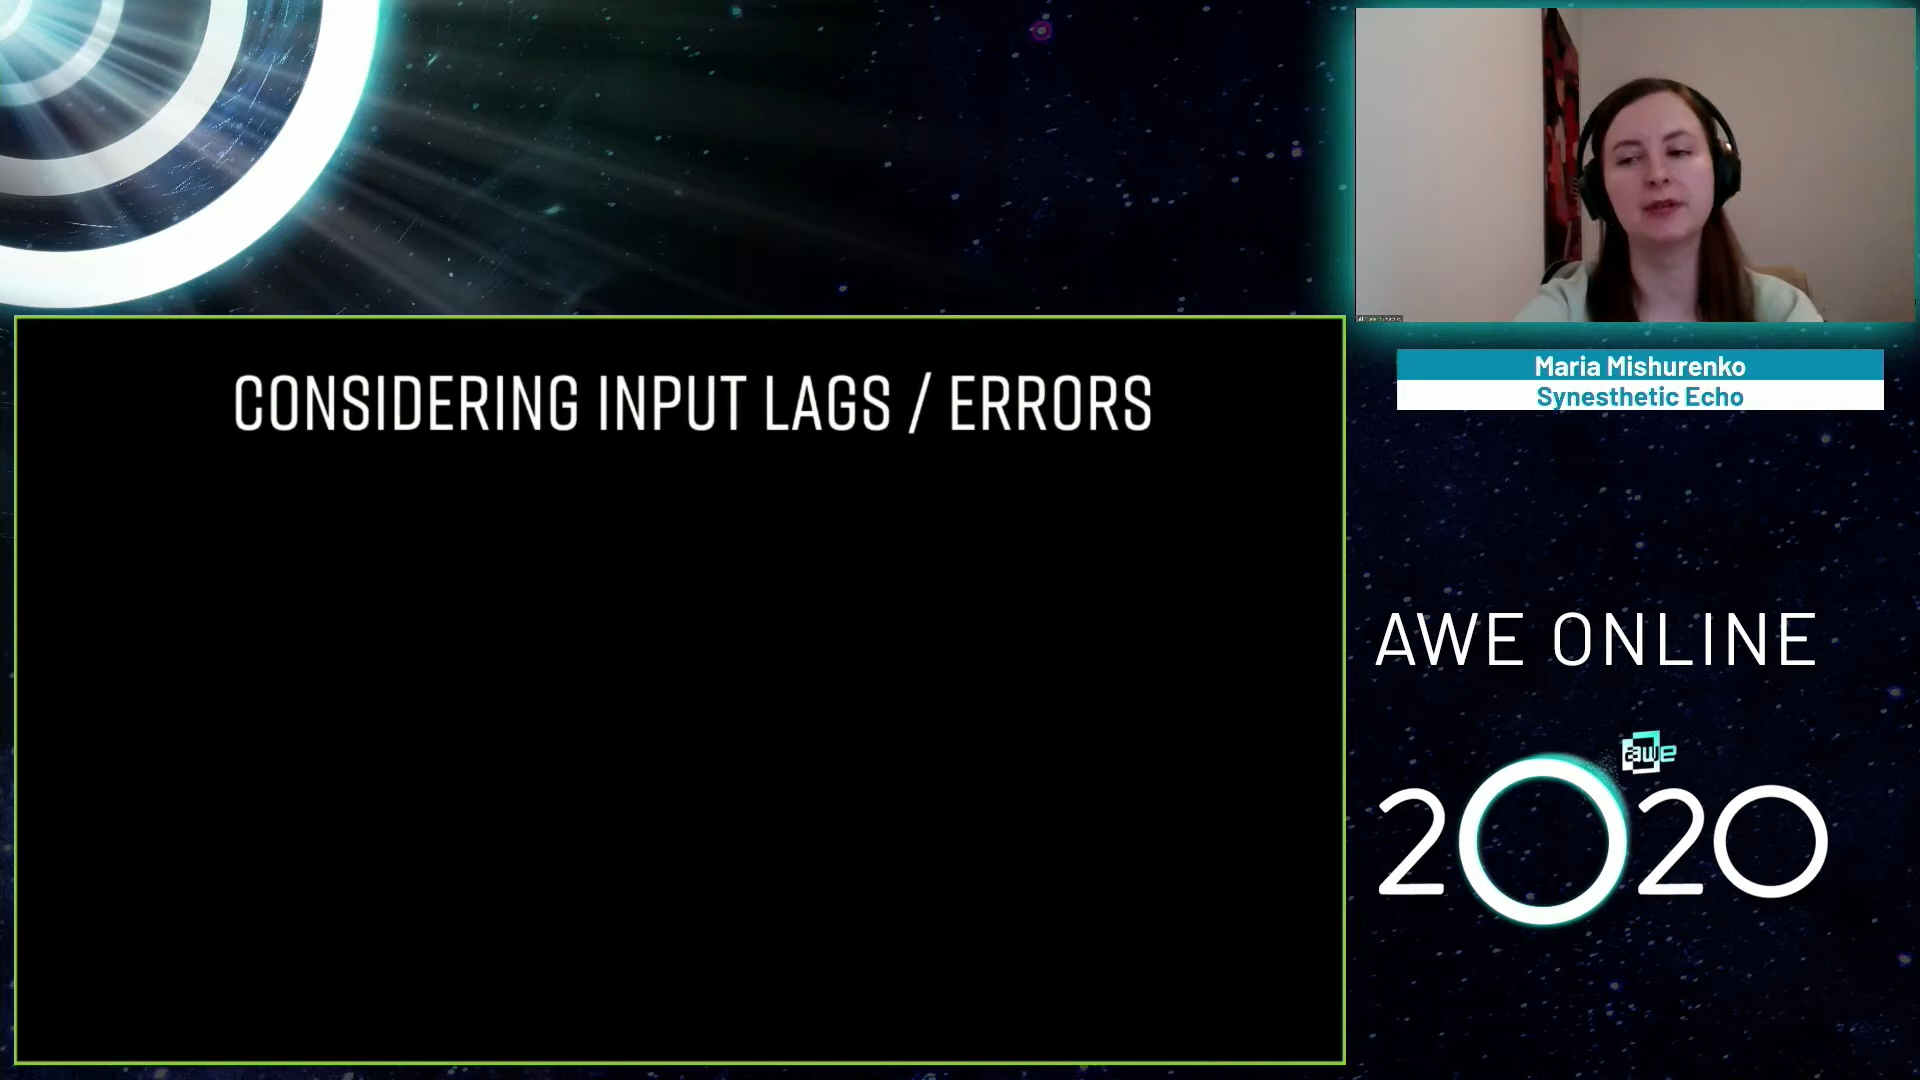 CONSIDERING INPUT LAGS / ERRORS
Maria Mishurenko
Synesthetic Echo
AWE ONLINE
awe
2020